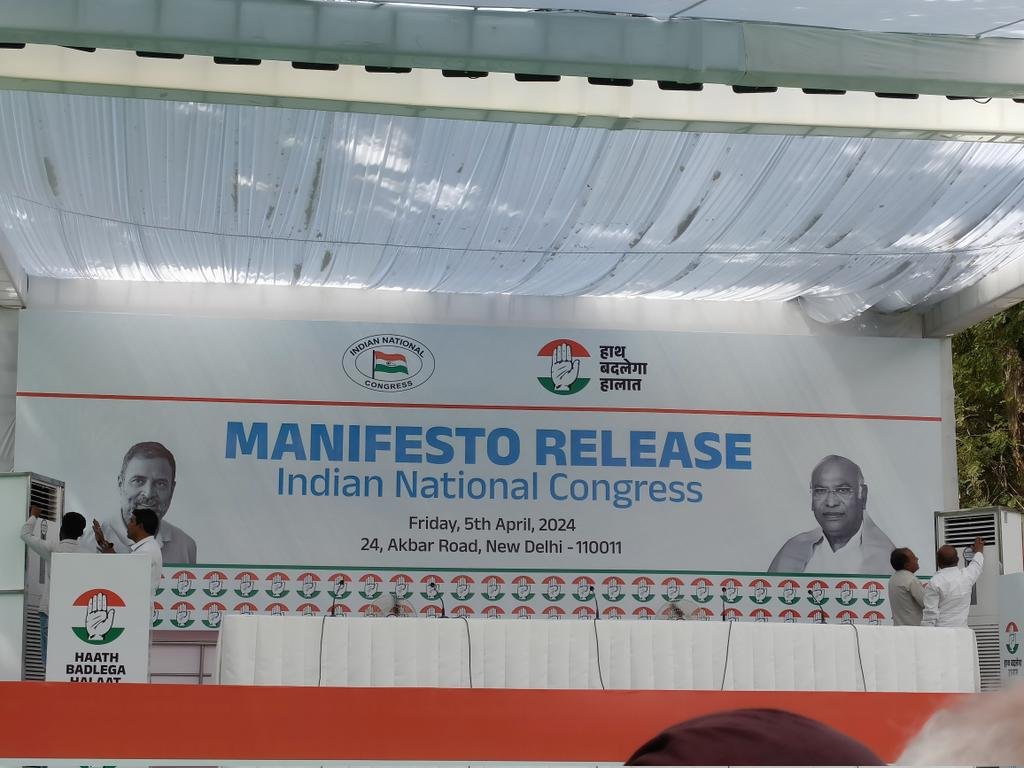 INDIAN NATIONAL
CONGRESS
हाथ
बदलेगा
हालात
MANIFESTO RELEASE
Indian National Congress
Friday, 5th April, 2024
24, Akbar Road, New Delhi - 110011
HAATH
BADLEGA
HALAAT
हाथ बदलेगा
हालात